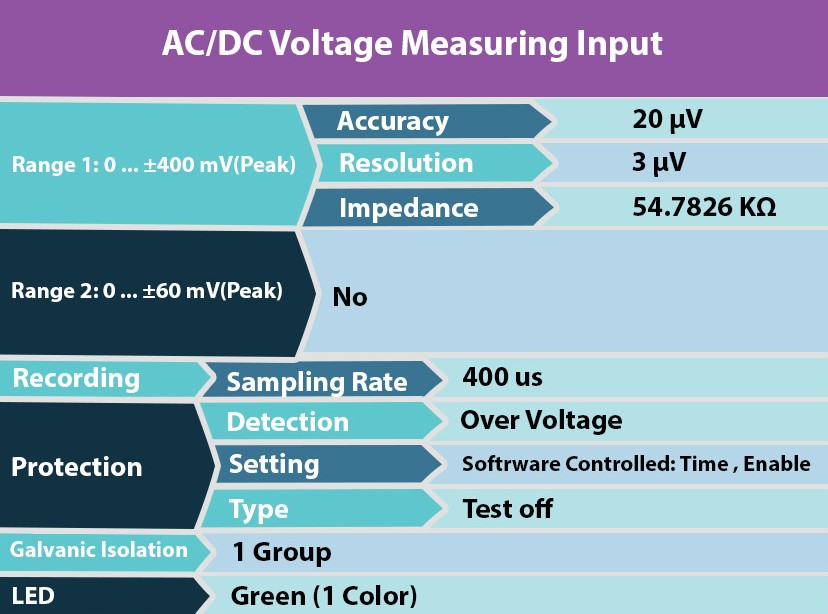 AC/DC Voltage Measuring Input
Range 1: 0 ... ±400 mV(Peak)
Accuracy
20 µV
Resolution
3 µV
Impedance
54.7826 KΩ
Range 2: 0 ... ±60 mV(Peak)
No
Recording
Sampling Rate
400 us
Protection
Detection
Over Voltage
Setting
Softrware Controlled: Time , Enable
Type
Test off
Galvanic Isolation
1 Group
LED
Green (1 Color)